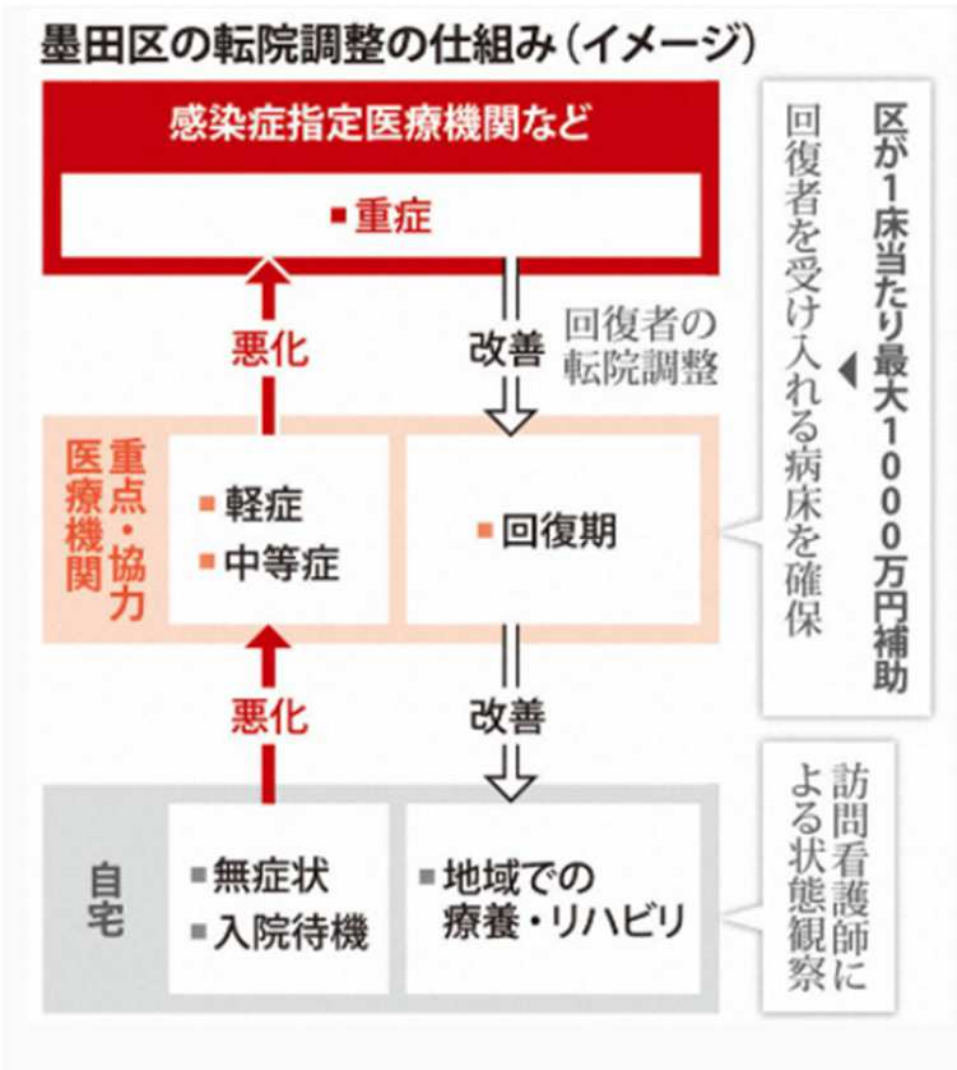 墨田区の転院調整の仕組み（イメージ）
感染症指定医療機関など
■重症
悪化
改善
回復者の
転院調整
重点・協力
医療機関
■軽症
■中等症
■回復期
区が1床当たり最大1000万円補助
▼
回復者を受け入れる病床を確保
悪化
改善
自宅
■無症状
■入院待機
■地域での
療養・リハビリ
訪問看護師に
よる状態観察